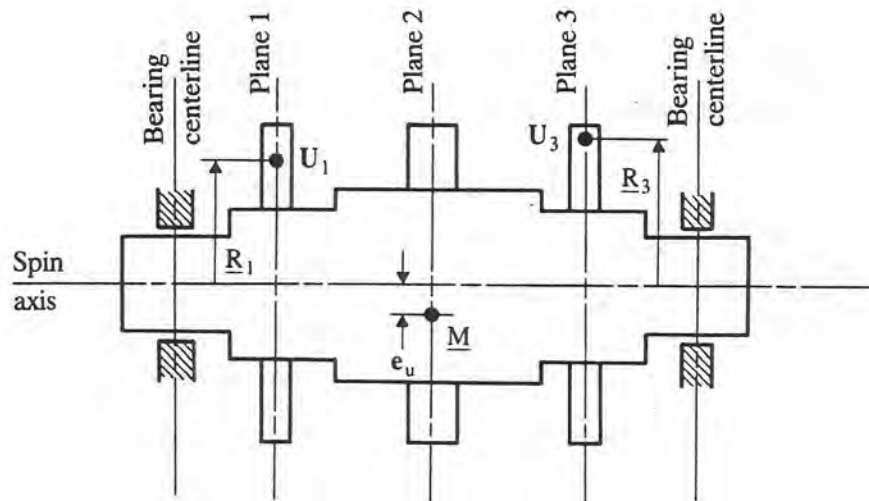 Bearing
centerline
Plane 1
Plane 2
Plane 3
Bearing
centerline
U1
U3
R3
R1
Spin
axis
M
eu